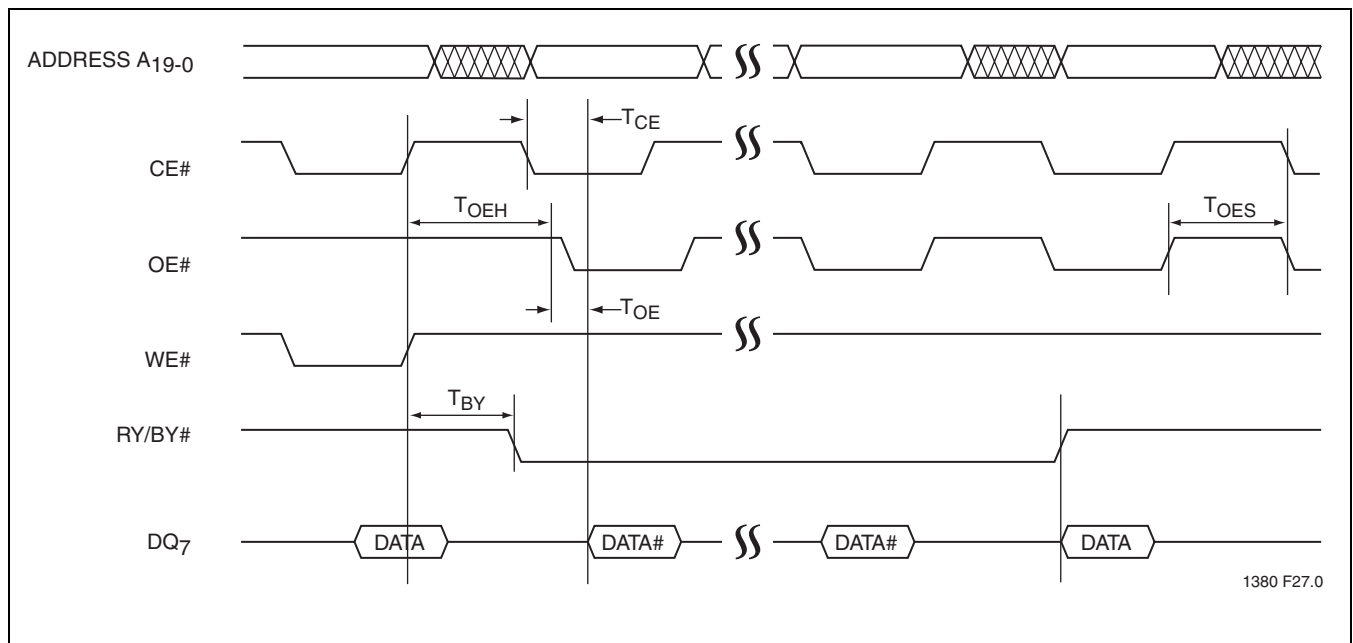 ADDRESS A19-0
TCE
CE#
TOEH
TOES
OE#
TOE
WE#
TBY
RY/BY#
DQ7 DATA DATA# DATA# DATA
1380 F27.0